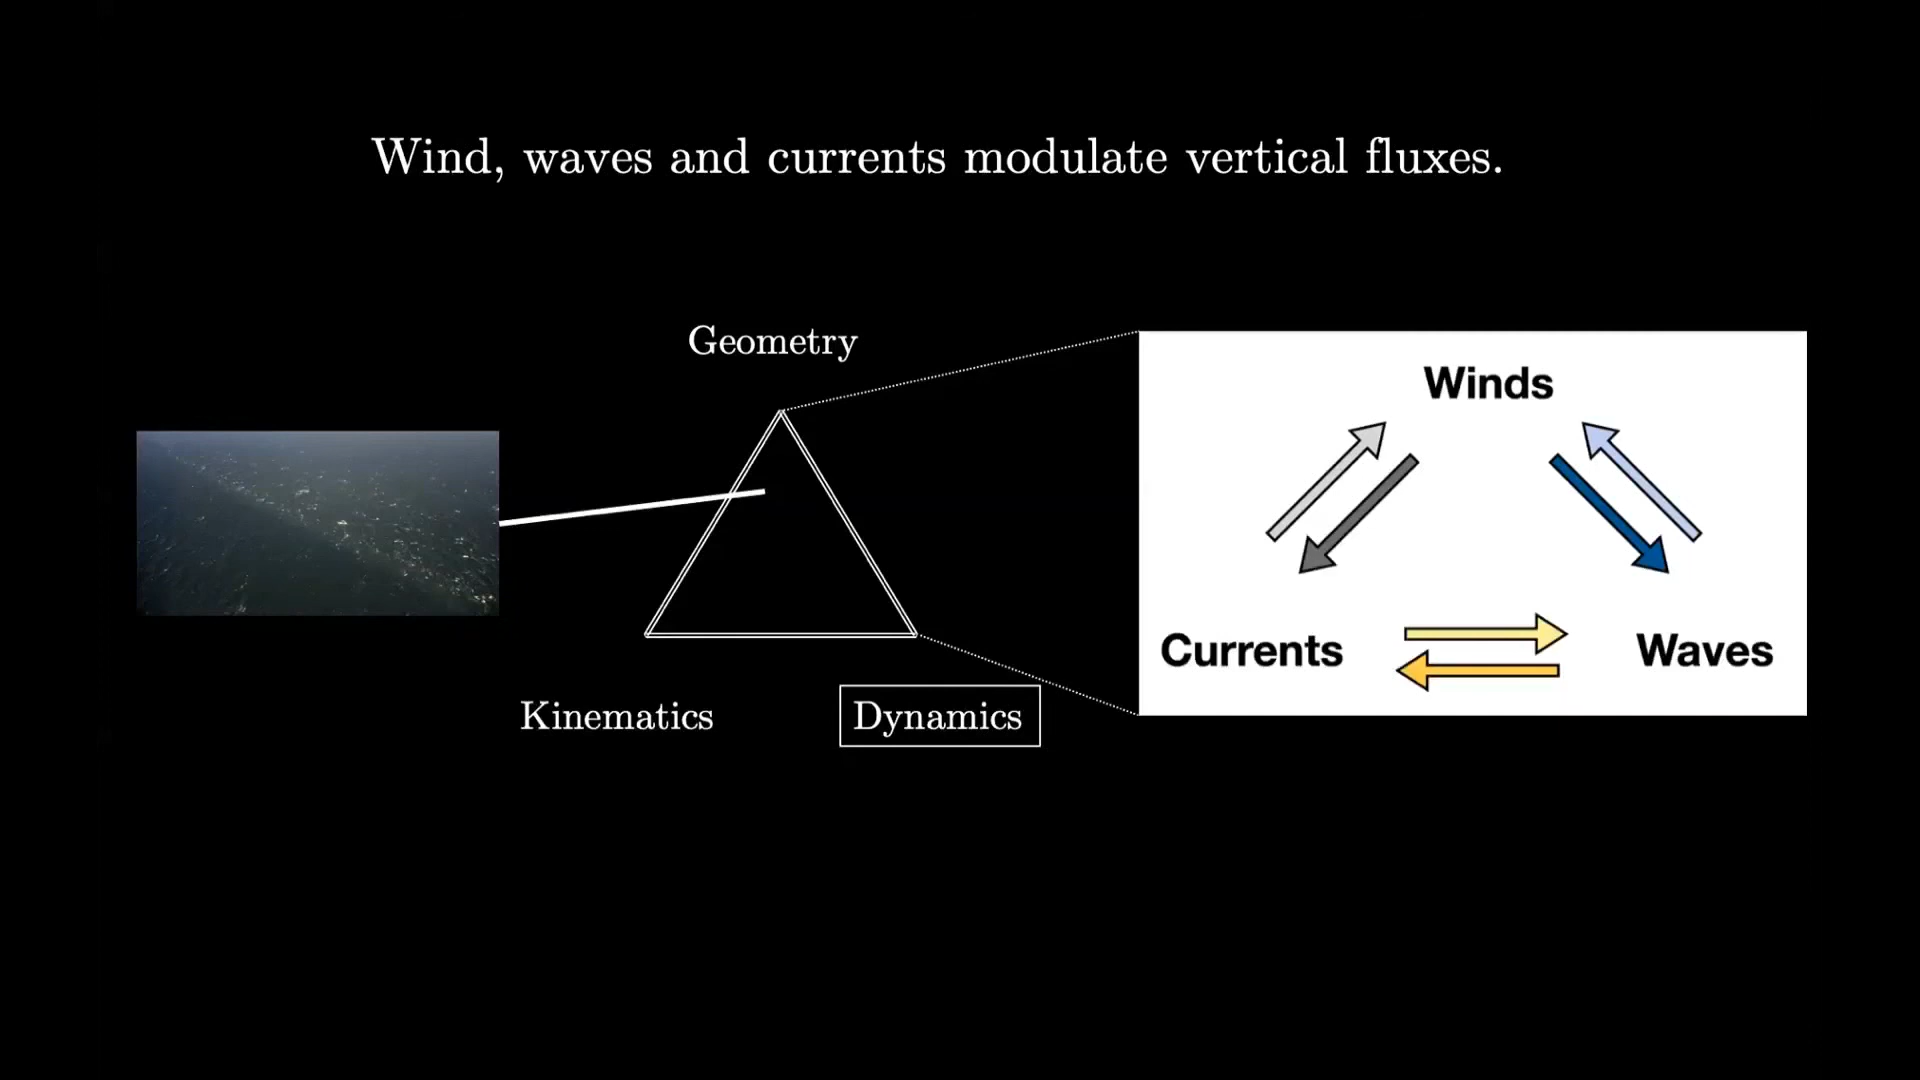 Wind, waves and currents modulate vertical fluxes.
Geometry
Kinematics
Dynamics
Winds
Currents
Waves